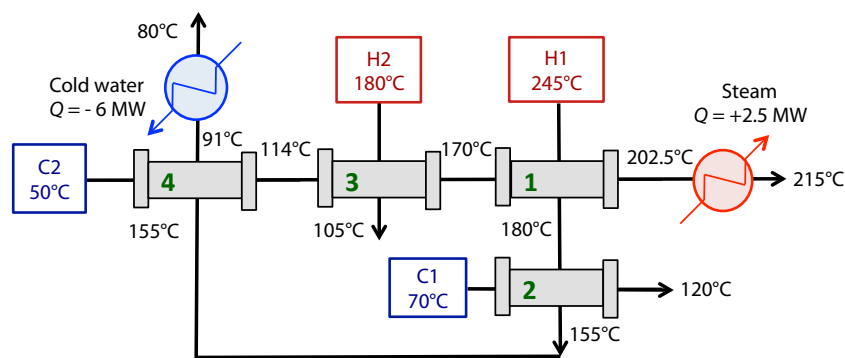 80°C
H2
180°C
H1
245°C
Cold water
Q = - 6 MW
Steam
Q = +2.5 MW
91°C
114°C
170°C
202.5°C
C2
50°C
4
3
1
215°C
155°C
105°C
180°C
C1
70°C
2
120°C
155°C